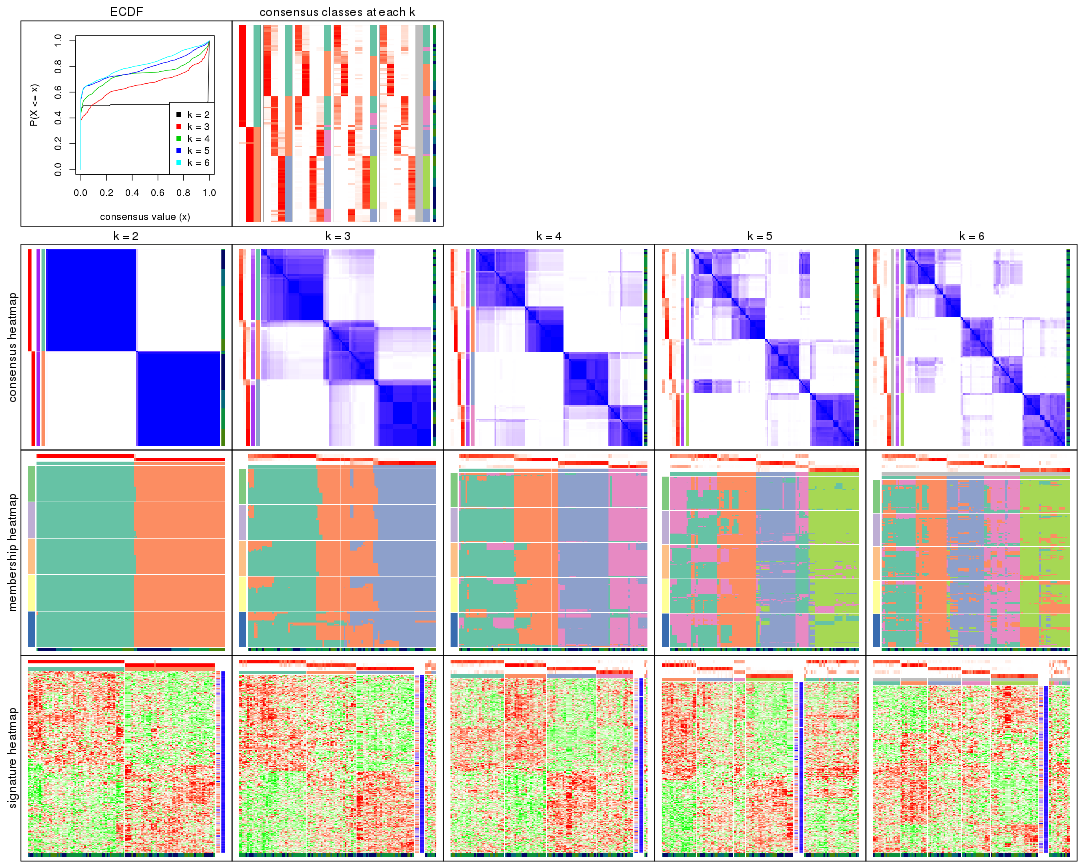 ECDF
consensus classes at each k
P(X <= x)
0.0 0.2 0.4 0.6 0.8 1.0
k = 2
k = 3
k = 4
k = 5
k = 6
0.0 0.2 0.4 0.6 0.8 1.0
consensus value (x)
k = 2
k = 3
k = 4
k = 5
k = 6
consensus heatmap
membership heatmap
signature heatmap